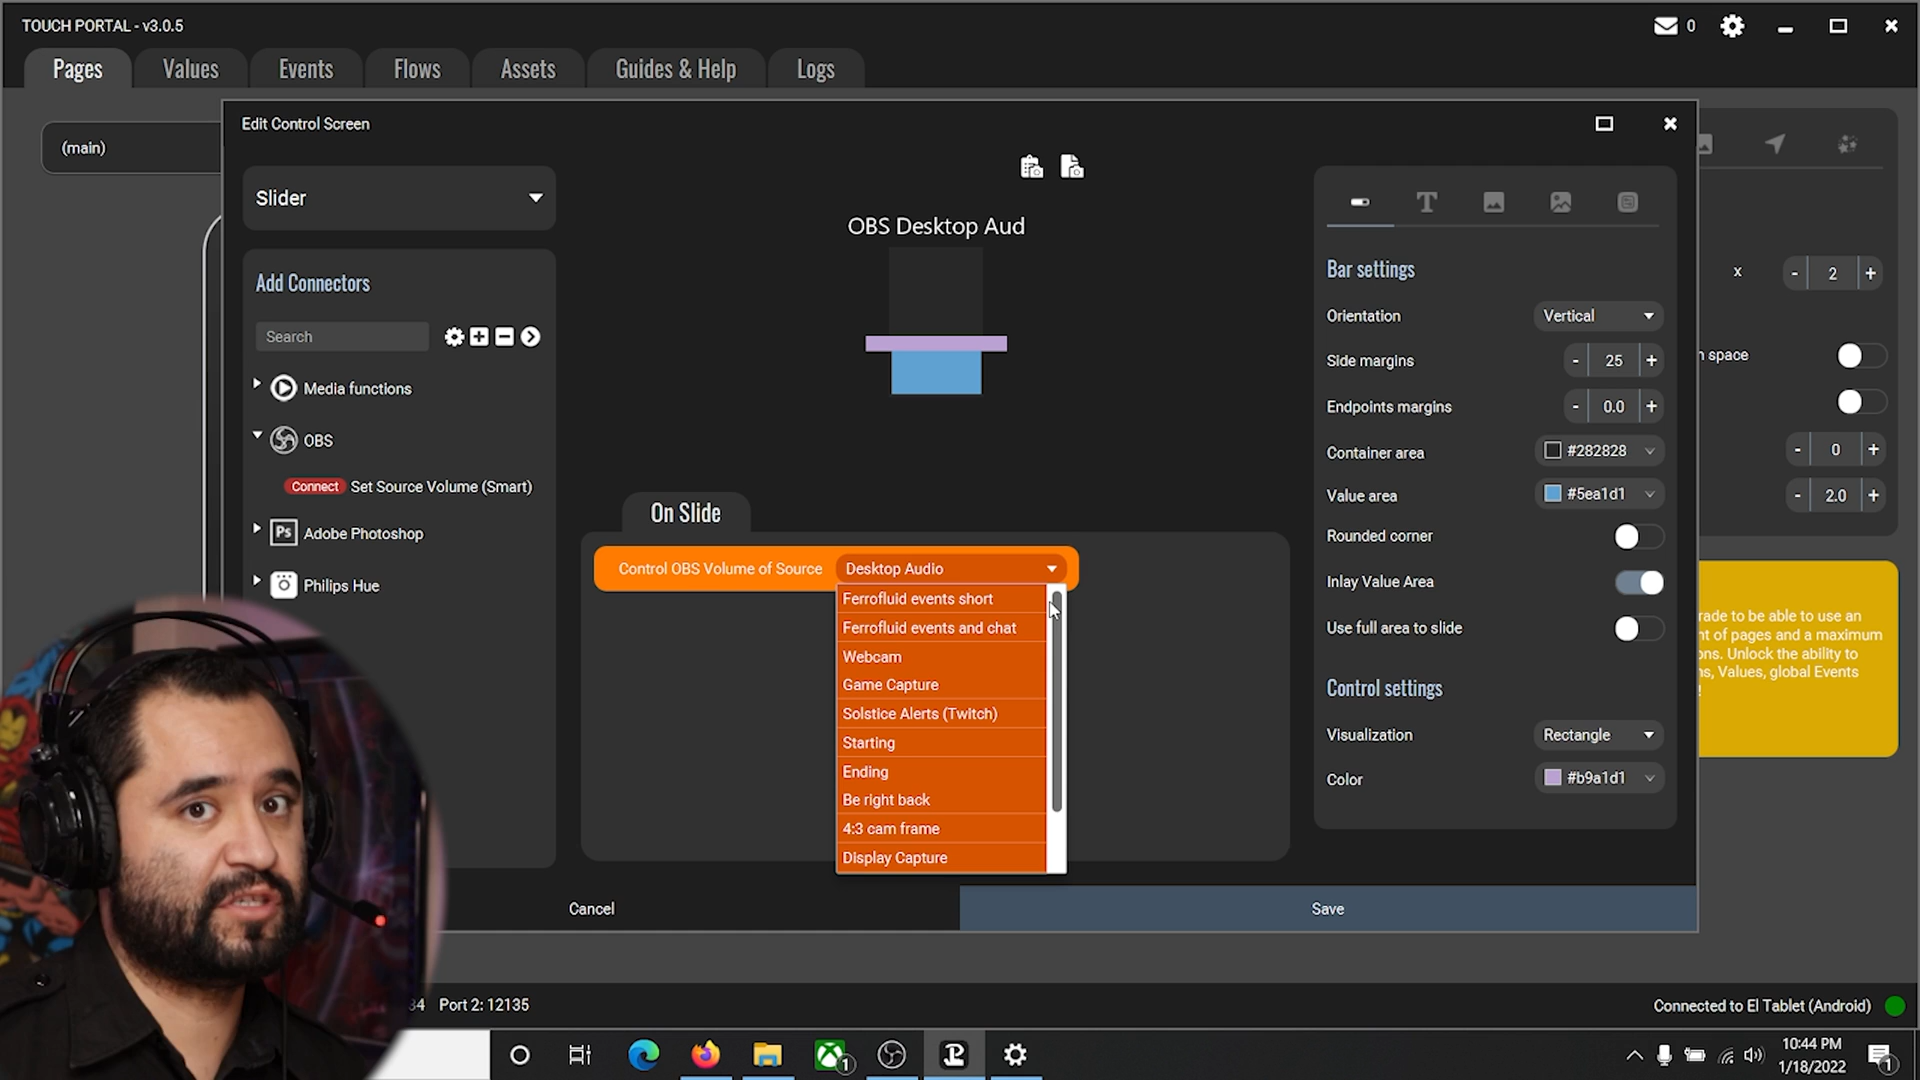 TOUCH PORTAL - v3.0.5
0
Pages
Values
Events
Flows
Assets
Guides & Help
Logs
(main)
Edit Control Screen
Slider
Add Connectors
Search
Media functions
OBS
Connect Set Source Volume (Smart)
Ps Adobe Photoshop
Philips Hue
OBS Desktop Aud
On Slide
Control OBS Volume of Source
Desktop Audio
Ferrofluid events short
Ferrofluid events and chat
Webcam
Game Capture
Solstice Alerts (Twitch)
Starting
Ending
Be right back
4:3 cam frame
Display Capture
Cancel
Save
T
Bar settings
Orientation Vertical
Side margins - 25 +
Endpoints margins - 0.0 +
Container area #282828
Value area #5ea1d1
Rounded corner
Inlay Value Area
Use full area to slide
Control settings
Visualization Rectangle
Color #b9a1d1
x - 2 +
n space
- 0 +
- 2.0 +
rade to be able to use an
nt of pages and a maximum
ons. Unlock the ability to
ns, Values, global Events
!
34 Port 2: 12135
Connected to El Tablet (Android)
1
10:44 PM
1/18/2022
1